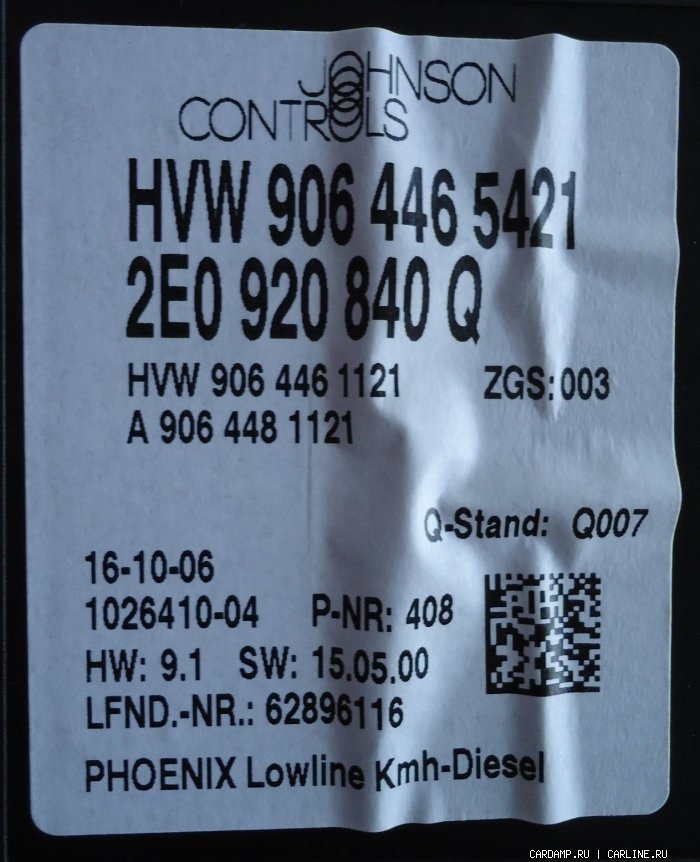 JOHNSON
CONTROLS
HVW 906 446 5421
2E0 920 840 Q
HVW 906 446 1121 ZGS: 003
A 906 448 1121
Q-Stand: Q007
16-10-06
1026410-04 P-NR: 408
HW: 9.1 SW: 15.05.00
LFND.-NR.: 62896116
PHOENIX Lowline Kmh-Diesel
CARDAMP.RU | CARLINE.RU